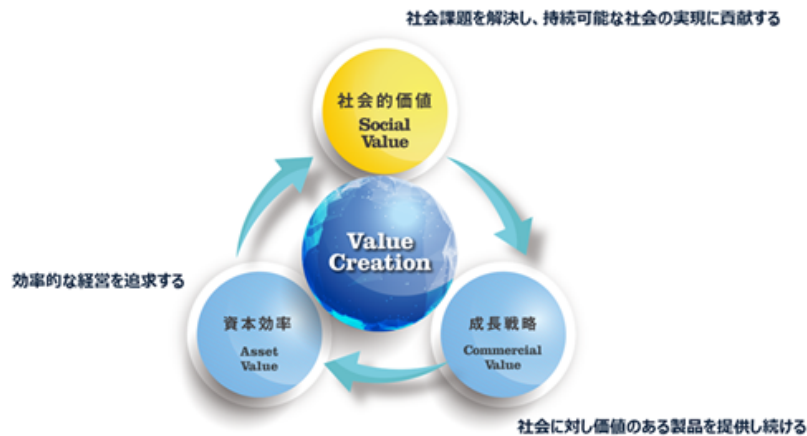 社会課題を解決し、持続可能な社会の実現に貢献する
社会的価値
Social
Value
Value
Creation
効率的な経営を追求する
資本効率
Asset
Value
成長戦略
Commercial
Value
社会に対し価値のある製品を提供し続ける